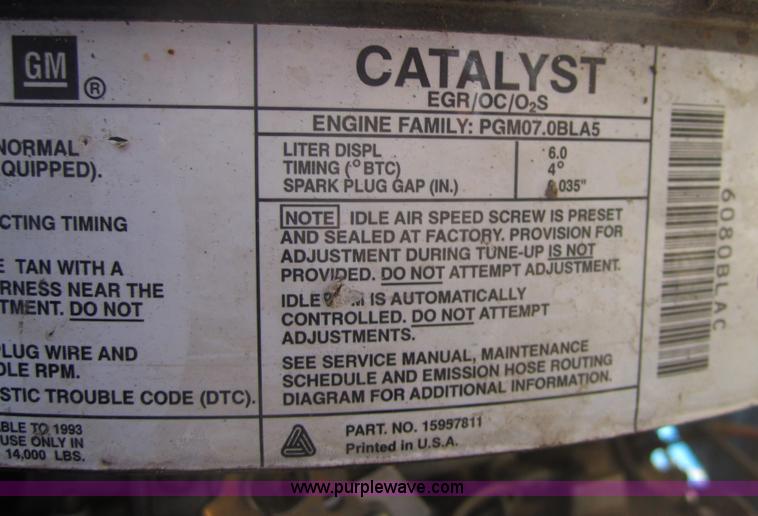 GM
®
NORMAL
QUIPPED).
CTING TIMING
TAN WITH A
RNESS NEAR THE
TMENT. DO NOT
PLUG WIRE AND
DLE RPM.
STIC TROUBLE CODE (DTC).
ABLE TO 1993
USE ONLY IN
14,000 LBS.
CATALYST
EGR/OC/O₂S
ENGINE FAMILY: PGM07.0BLA5
LITER DISPL 6.0
TIMING (°BTC) 4°
SPARK PLUG GAP (IN.) .035"
NOTE IDLE AIR SPEED SCREW IS PRESET
AND SEALED AT FACTORY. PROVISION FOR
ADJUSTMENT DURING TUNE-UP IS NOT
PROVIDED. DO NOT ATTEMPT ADJUSTMENT.
IDLE IS AUTOMATICALLY
CONTROLLED. DO NOT ATTEMPT
ADJUSTMENTS.
SEE SERVICE MANUAL, MAINTENANCE
SCHEDULE AND EMISSION HOSE ROUTING
DIAGRAM FOR ADDITIONAL INFORMATION.
PART. NO. 15957811
Printed in U.S.A.
6080BLAC
www.purplewave.com